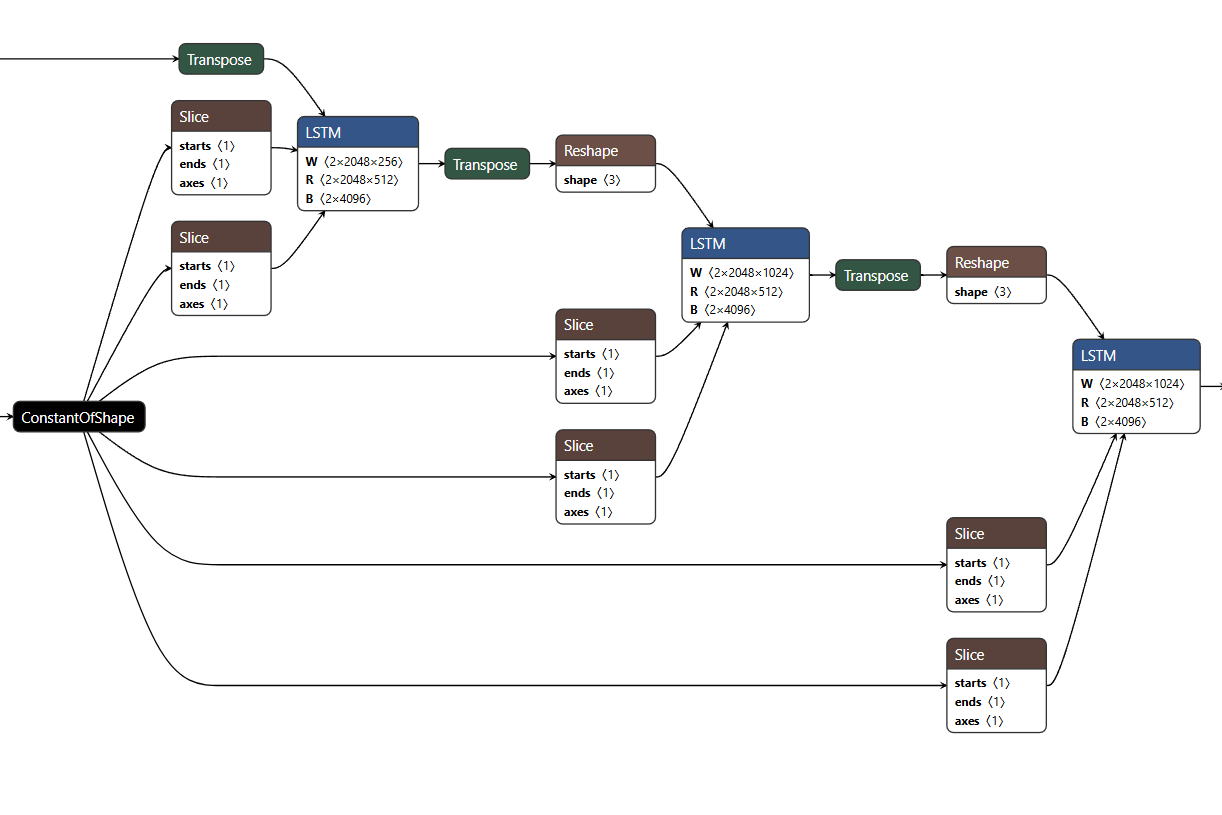 Transpose
Slice
starts 〈1〉
ends 〈1〉
axes 〈1〉
LSTM
W 〈2×2048×256〉
R 〈2×2048×512〉
B 〈2×4096〉
Transpose
Reshape
shape 〈3〉
Slice
starts 〈1〉
ends 〈1〉
axes 〈1〉
LSTM
W 〈2×2048×1024〉
R 〈2×2048×512〉
B 〈2×4096〉
Transpose
Reshape
shape 〈3〉
Slice
starts 〈1〉
ends 〈1〉
axes 〈1〉
LSTM
W 〈2×2048×1024〉
R 〈2×2048×512〉
B 〈2×4096〉
ConstantOfShape
Slice
starts 〈1〉
ends 〈1〉
axes 〈1〉
Slice
starts 〈1〉
ends 〈1〉
axes 〈1〉
Slice
starts 〈1〉
ends 〈1〉
axes 〈1〉